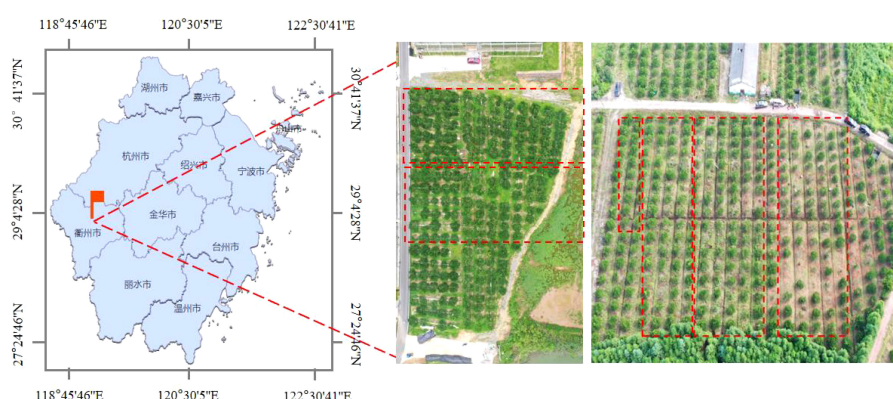 118°45'46"E
120°30'5"E
122°30'41"E
30° 41'37"N
29°4'28"N
27°24'46"N
湖州市
嘉兴市
杭州市
绍兴市
舟山市
宁波市
衢州市
金华市
台州市
丽水市
温州市
30°41'37"N
29°4'28"N
27°24'46"N
118°45'46"E
120°30'5"E
122°30'41"E